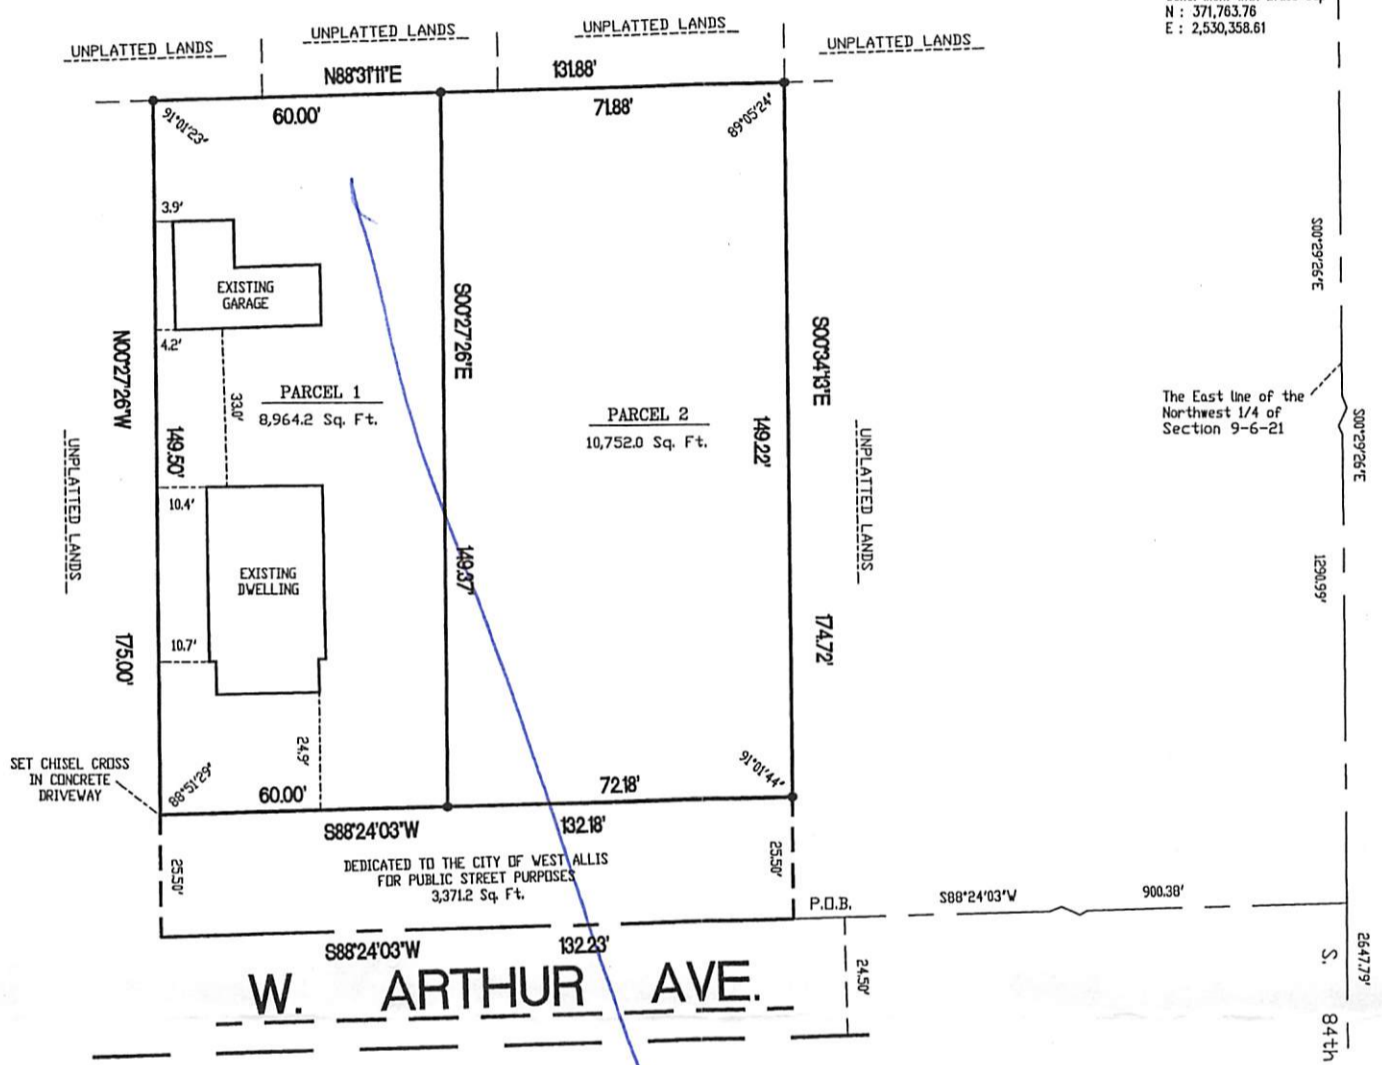 N : 371,763.76
E : 2,530,358.61
UNPLATTED LANDS
UNPLATTED LANDS
UNPLATTED LANDS
UNPLATTED LANDS
N88°31'11"E
131.88'
60.00'
71.88'
91°01'23"
89°05'24"
3.9'
EXISTING
GARAGE
4.2'
33.0'
N00°27'26"W
149.50'
175.00'
S00°27'26"E
149.37'
S00°34'13"E
149.22'
174.72'
PARCEL 1
8,964.2 Sq. Ft.
PARCEL 2
10,752.0 Sq. Ft.
UNPLATTED LANDS
UNPLATTED LANDS
10.4'
EXISTING
DWELLING
10.7'
24.9'
The East line of the
Northwest 1/4 of
Section 9-6-21
S00°29'26"E
S00°29'26"E
1290.99'
SET CHISEL CROSS
IN CONCRETE
DRIVEWAY
88°51'29"
60.00'
72.18'
91°01'44"
S88°24'03"W
132.18'
25.50'
DEDICATED TO THE CITY OF WEST ALLIS
FOR PUBLIC STREET PURPOSES
3,371.2 Sq. Ft.
25.50'
P.O.B.
S88°24'03"W
900.38'
S88°24'03"W
132.23'
W. ARTHUR AVE.
24.50'
2647.79'
S. 84th